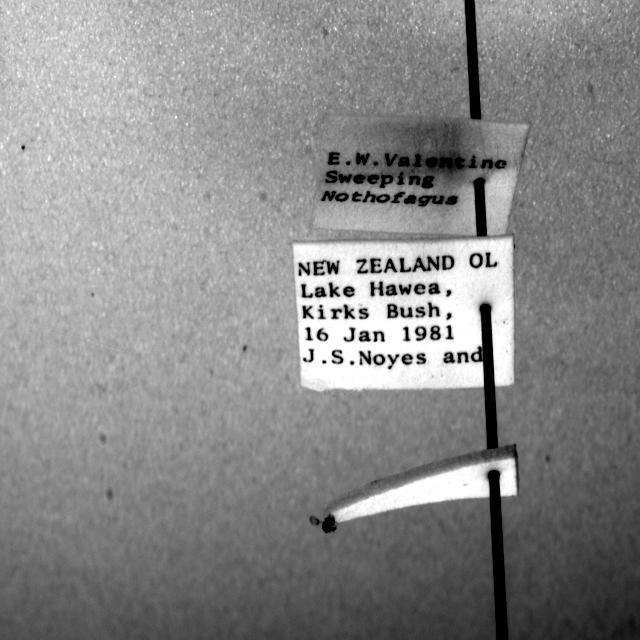 E.W.Valentine
Sweeping
Nothofagus
NEW ZEALAND OL
Lake Hawea,
Kirks Bush,
16 Jan 1981
J.S.Noyes and